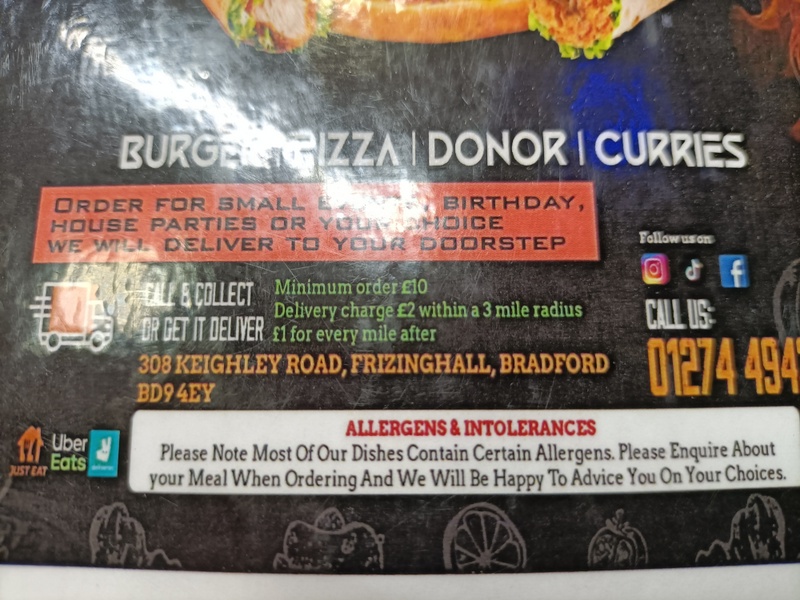 BURGERS | PIZZA | DONOR | CURRIES
ORDER FOR SMALL EVENTS, BIRTHDAY,
HOUSE PARTIES OR YOUR CHOICE
WE WILL DELIVER TO YOUR DOORSTEP
Follow us on
CALL & COLLECT
OR GET IT DELIVER
Minimum order £10
Delivery charge £2 within a 3 mile radius
£1 for every mile after
CALL US:
01274 494
308 KEIGHLEY ROAD, FRIZINGHALL, BRADFORD
BD9 4EY
JUST EAT
Uber
Eats
deliveroo
ALLERGENS & INTOLERANCES
Please Note Most Of Our Dishes Contain Certain Allergens. Please Enquire About
your Meal When Ordering And We Will Be Happy To Advice You On Your Choices.